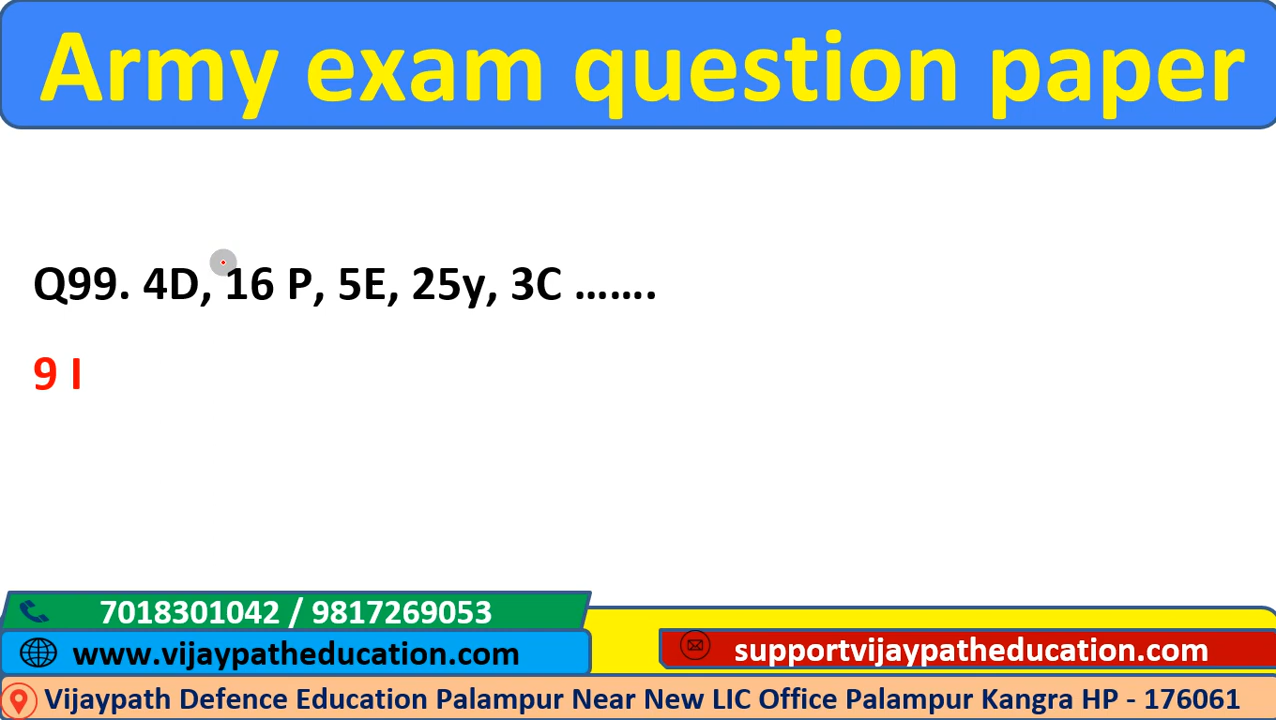 Army exam question paper
Q99. 4D, 16 P, 5E, 25y, 3C …….
9 I
7018301042 / 9817269053
www.vijaypatheducation.com
supportvijaypatheducation.com
Vijaypath Defence Education Palampur Near New LIC Office Palampur Kangra HP - 176061